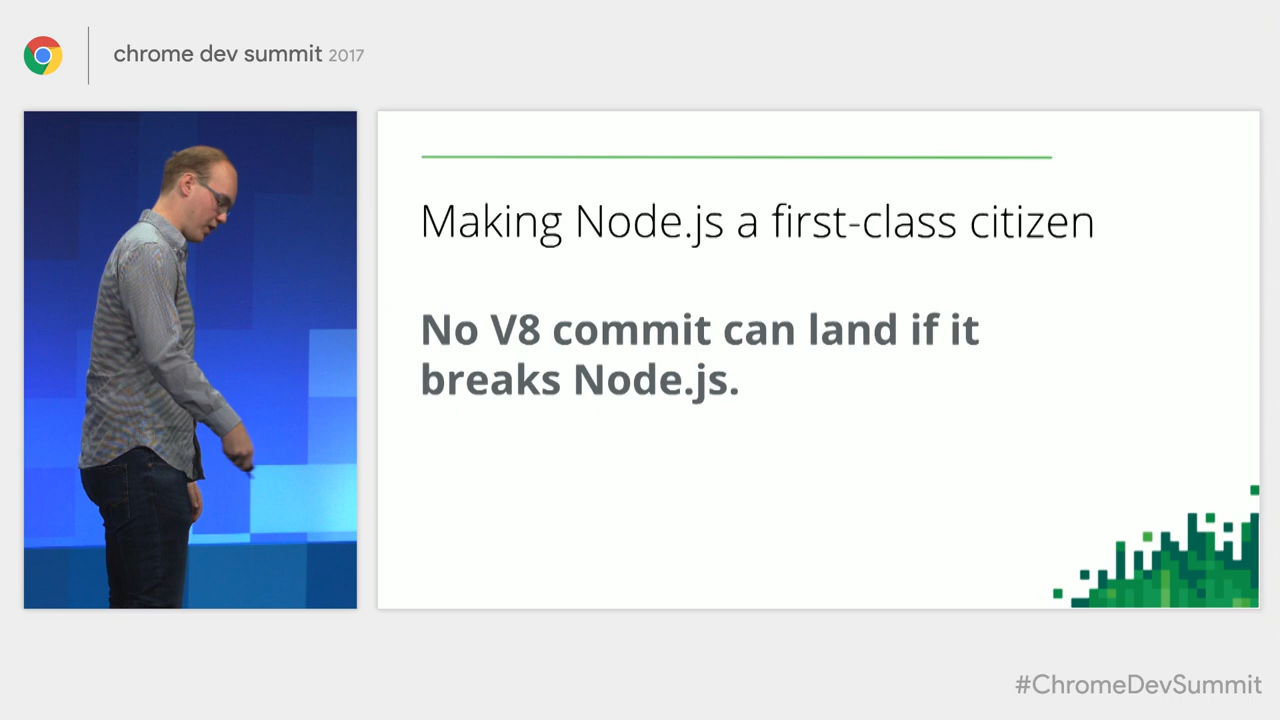 chrome dev summit 2017
Making Node.js a first-class citizen
No V8 commit can land if it
breaks Node.js.
#ChromeDevSummit